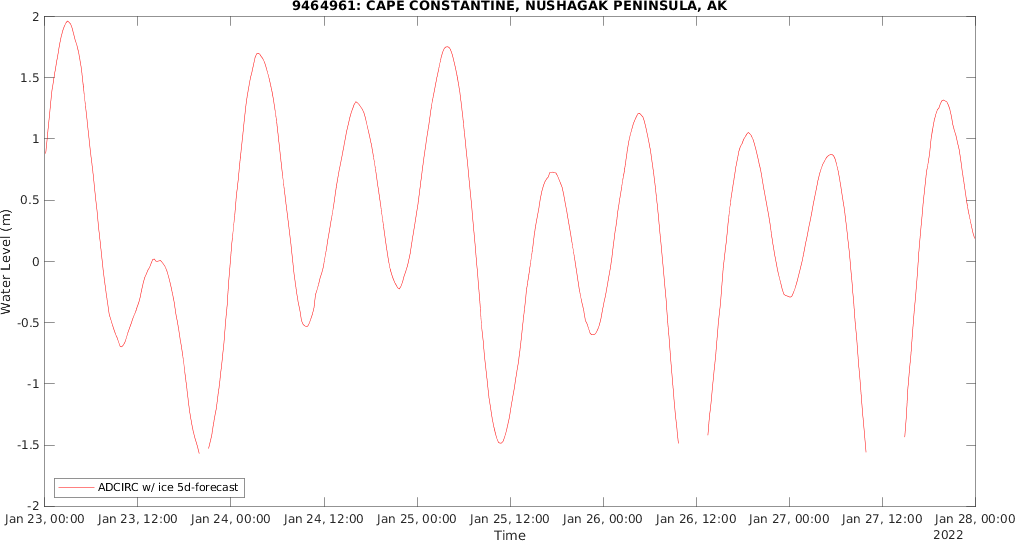 9464961: CAPE CONSTANTINE, NUSHAGAK PENINSULA, AK
Water Level (m)
2
1.5
1
0.5
0
-0.5
-1
-1.5
-2
ADCIRC w/ ice 5d-forecast
Jan 23, 00:00 Jan 23, 12:00 Jan 24, 00:00 Jan 24, 12:00 Jan 25, 00:00 Jan 25, 12:00 Jan 26, 00:00 Jan 26, 12:00 Jan 27, 00:00 Jan 27, 12:00 Jan 28, 00:00
Time
2022